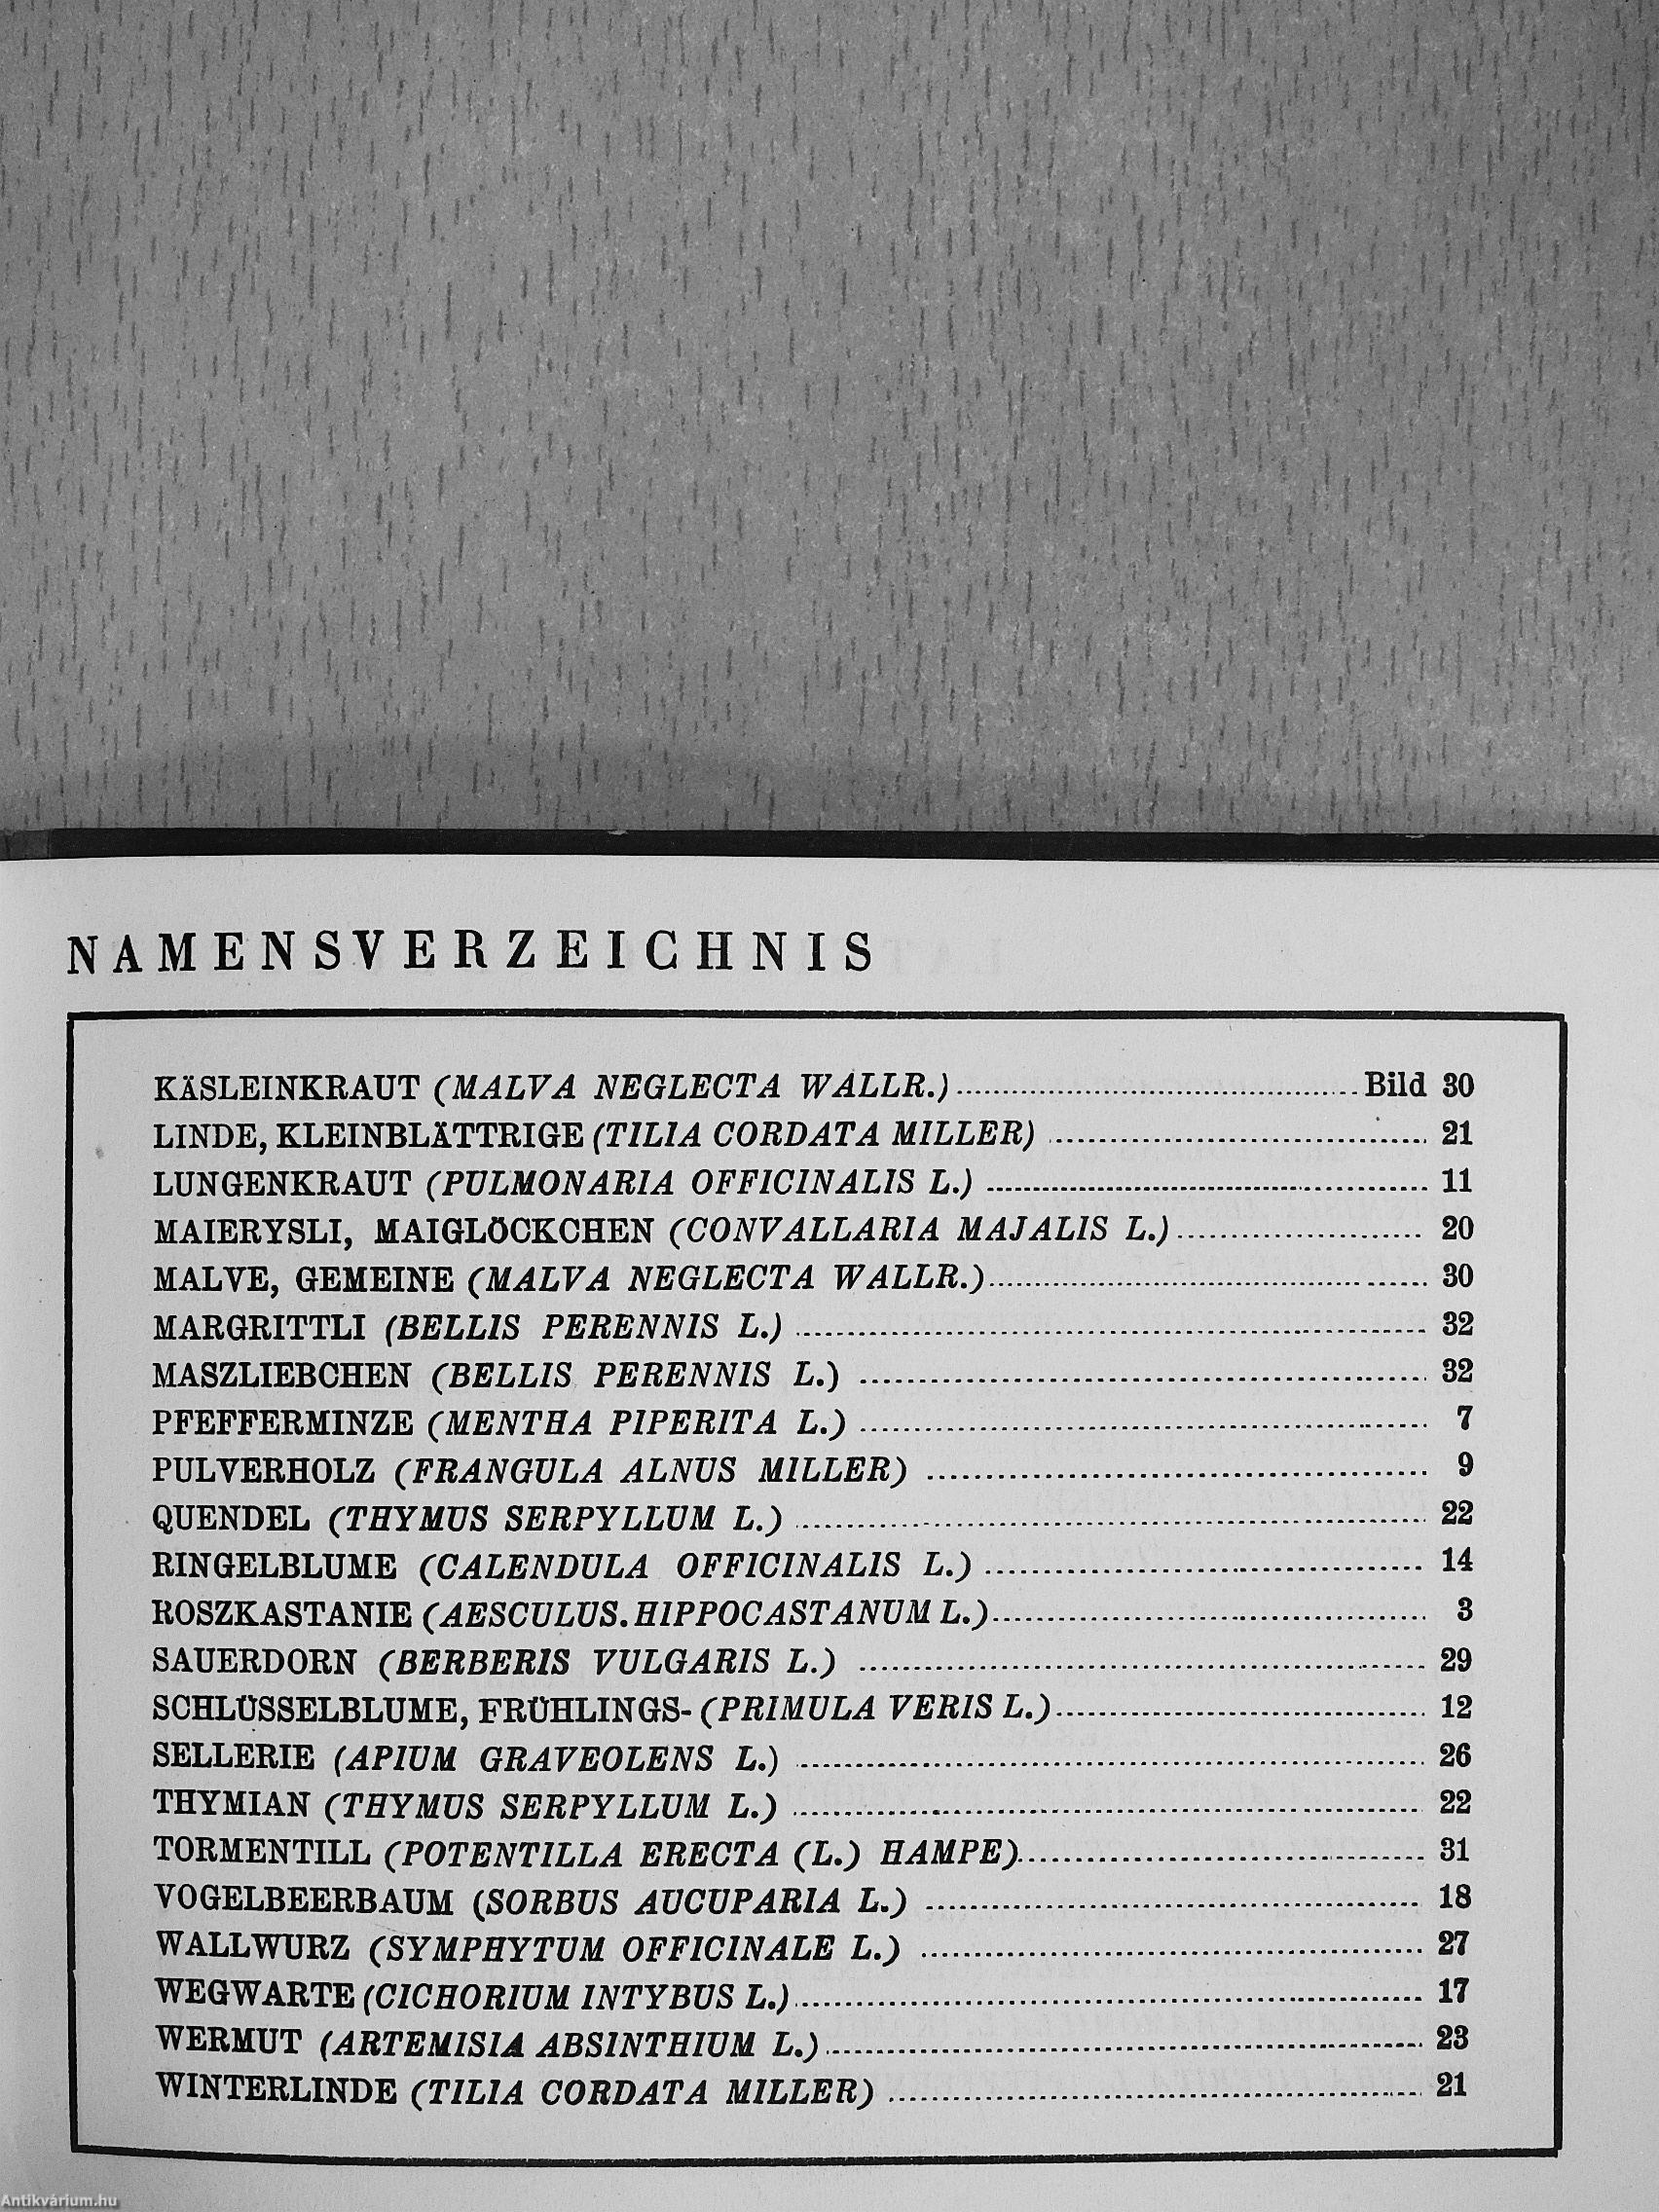 NAMENSVERZEICHNIS
KÄSLEINKRAUT (MALVA NEGLECTA WALLR.) Bild 30
LINDE, KLEINBLÄTTRIGE (TILIA CORDATA MILLER) 21
LUNGENKRAUT (PULMONARIA OFFICINALIS L.) 11
MAIERYSLI, MAIGLÖCKCHEN (CONVALLARIA MAJALIS L.) 20
MALVE, GEMEINE (MALVA NEGLECTA WALLR.) 30
MARGRITTLI (BELLIS PERENNIS L.) 32
MASZLIEBCHEN (BELLIS PERENNIS L.) 32
PFEFFERMINZE (MENTHA PIPERITA L.) 7
PULVERHOLZ (FRANGULA ALNUS MILLER) 9
QUENDEL (THYMUS SERPYLLUM L.) 22
RINGELBLUME (CALENDULA OFFICINALIS L.) 14
ROSZKASTANIE (AESCULUS.HIPPOCASTANUM L.) 3
SAUERDORN (BERBERIS VULGARIS L.) 29
SCHLÜSSELBLUME, FRÜHLINGS- (PRIMULA VERIS L.) 12
SELLERIE (APIUM GRAVEOLENS L.) 26
THYMIAN (THYMUS SERPYLLUM L.) 22
TORMENTILL (POTENTILLA ERECTA (L.) HAMPE) 31
VOGELBEERBAUM (SORBUS AUCUPARIA L.) 18
WALLWURZ (SYMPHYTUM OFFICINALE L.) 27
WEGWARTE (CICHORIUM INTYBUS L.) 17
WERMUT (ARTEMISIA ABSINTHIUM L.) 23
WINTERLINDE (TILIA CORDATA MILLER) 21
Antikvárium.hu